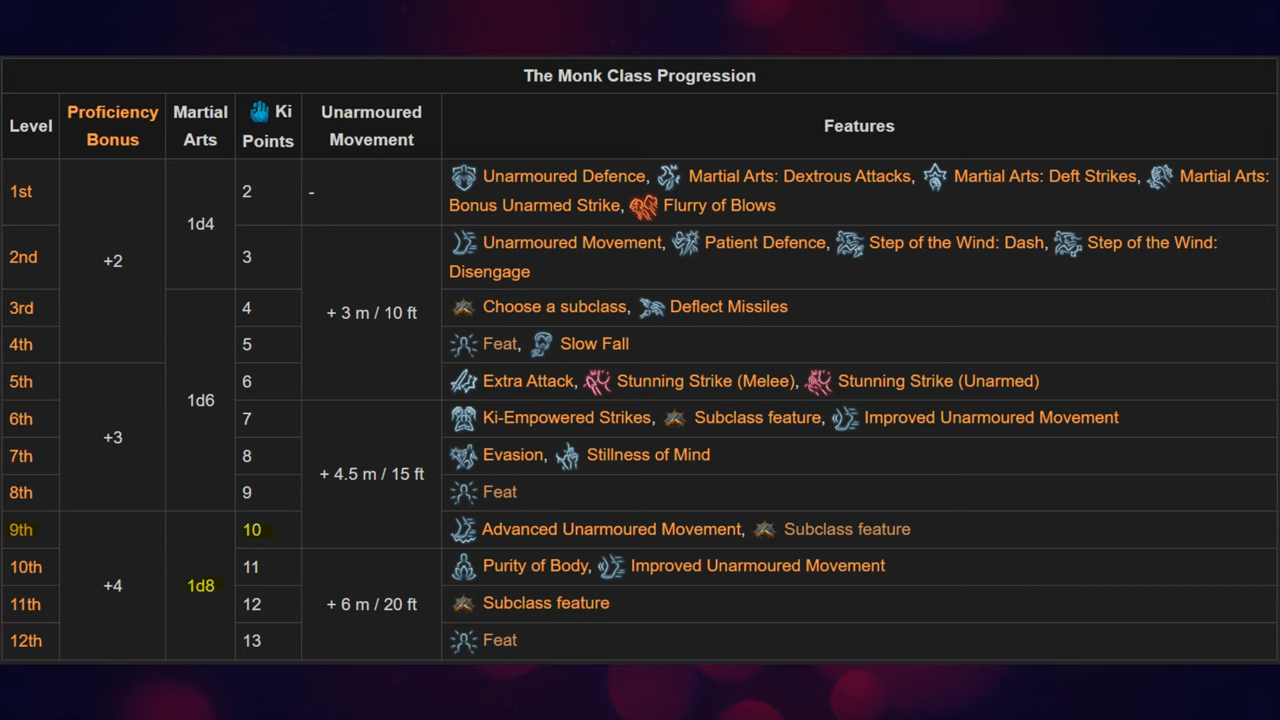 The Monk Class Progression
Level Proficiency Bonus Martial Arts Ki Points Unarmoured Movement Features
1st +2 1d4 2 - Unarmoured Defence, Martial Arts: Dextrous Attacks, Martial Arts: Deft Strikes, Martial Arts:
Bonus Unarmed Strike, Flurry of Blows
2nd 3 + 3 m / 10 ft Unarmoured Movement, Patient Defence, Step of the Wind: Dash, Step of the Wind:
Disengage
3rd 1d6 4 Choose a subclass, Deflect Missiles
4th 5 Feat, Slow Fall
5th +3 6 Extra Attack, Stunning Strike (Melee), Stunning Strike (Unarmed)
6th 7 + 4.5 m / 15 ft Ki-Empowered Strikes, Subclass feature, Improved Unarmoured Movement
7th 8 Evasion, Stillness of Mind
8th 9 Feat
9th +4 1d8 10 Advanced Unarmoured Movement, Subclass feature
10th 11 + 6 m / 20 ft Purity of Body, Improved Unarmoured Movement
11th 12 Subclass feature
12th 13 Feat